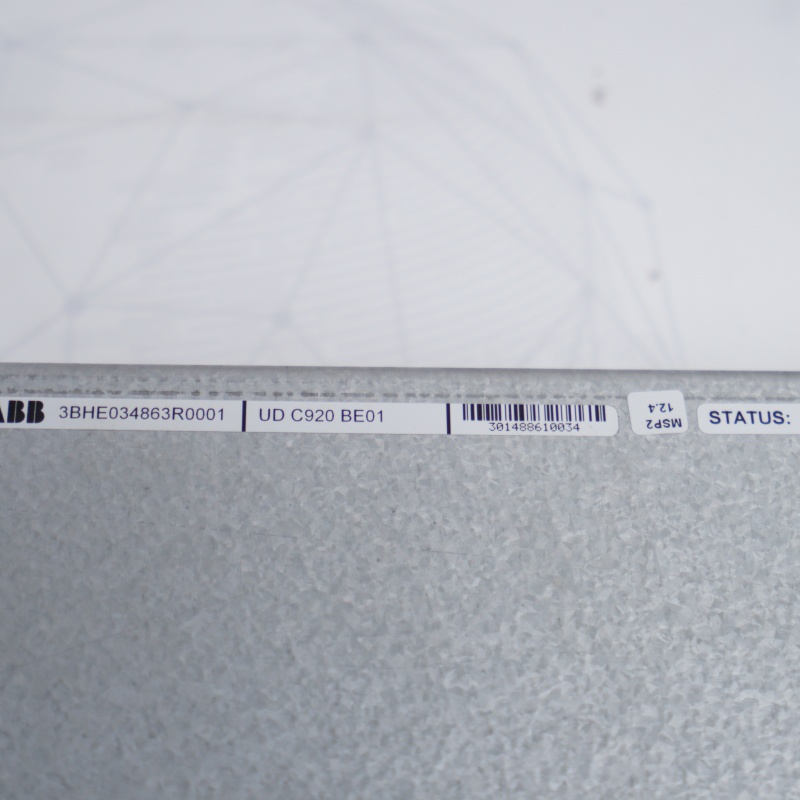 ABB 3BHE034863R0001 UD C920 BE01
301488610034
MSP2
12.4
STATUS: